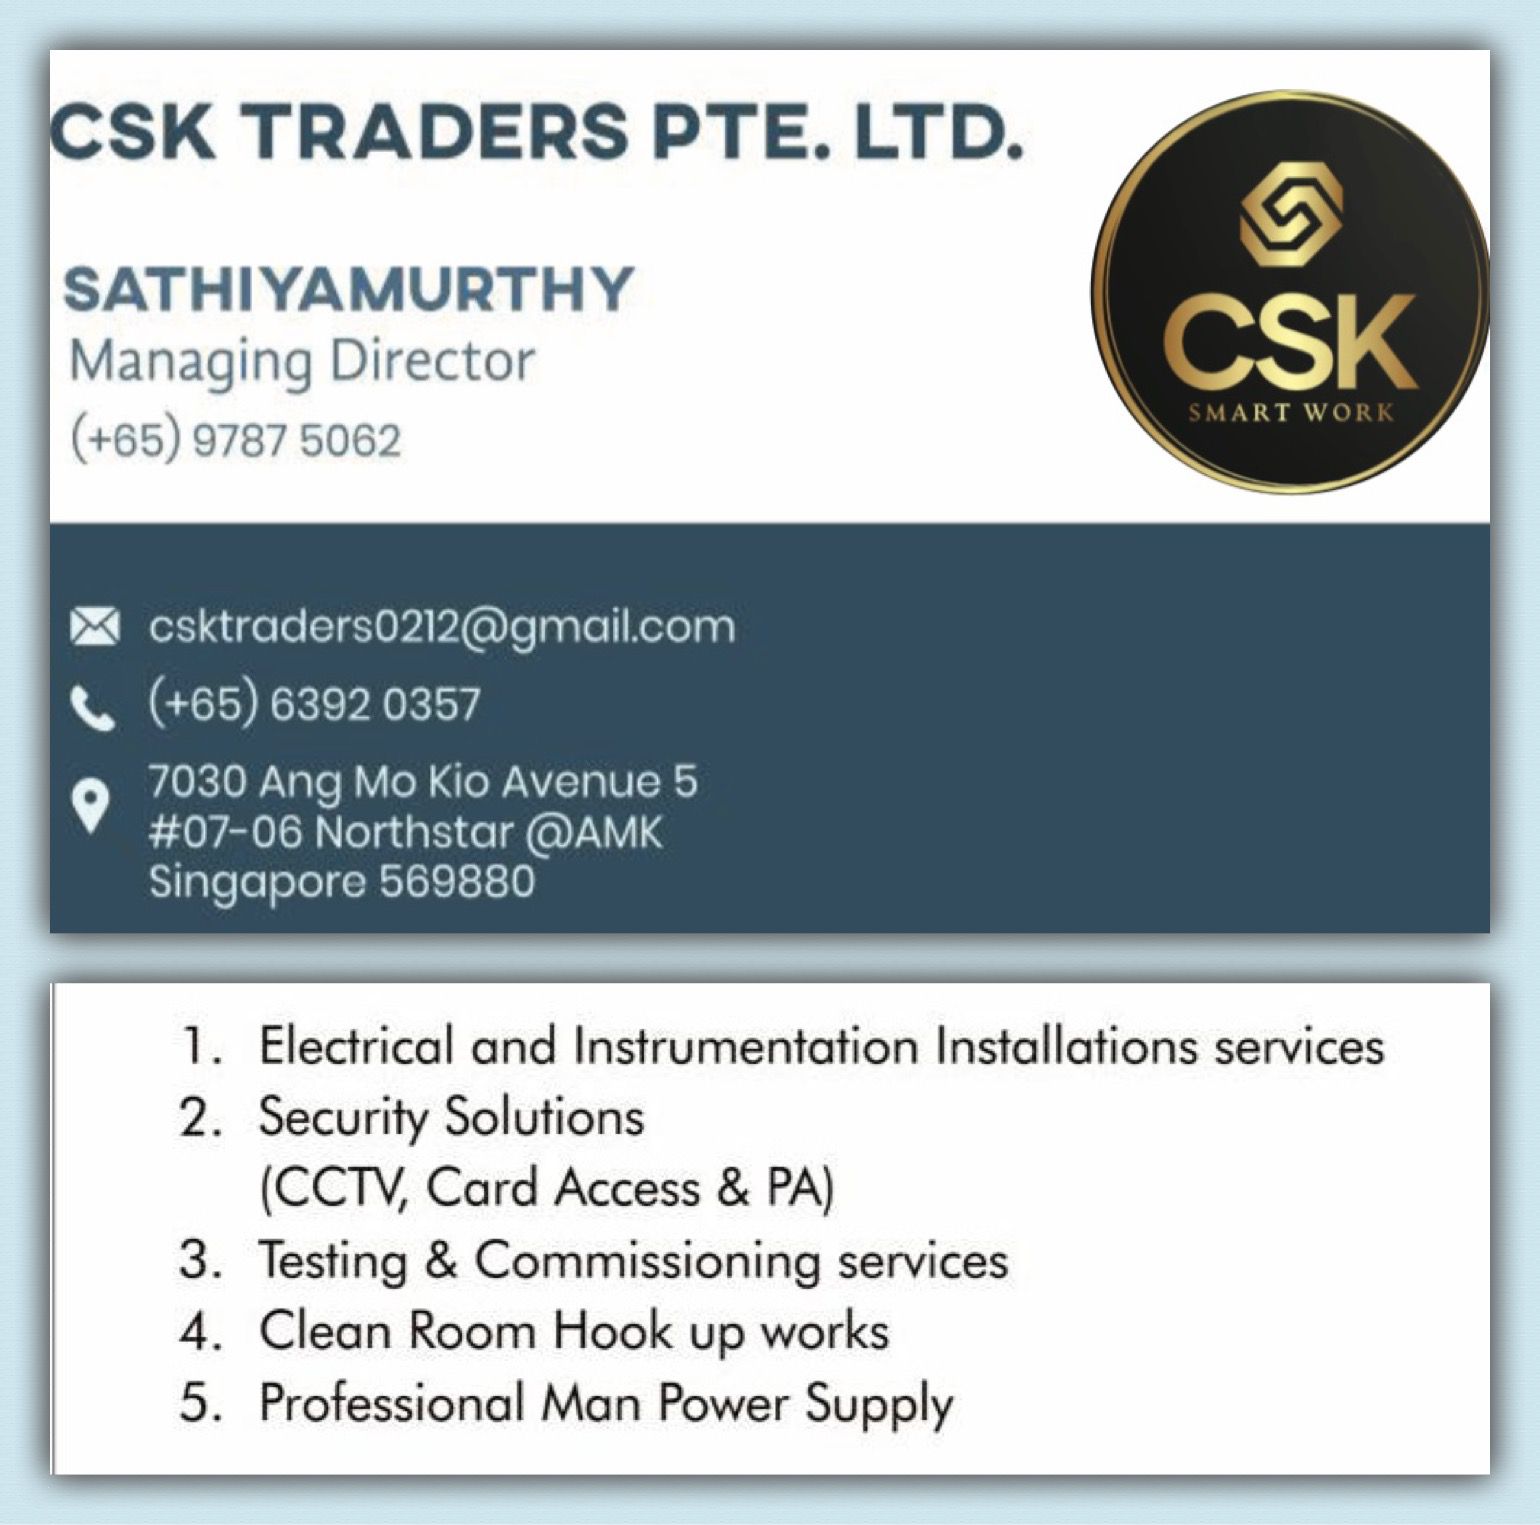 CSK TRADERS PTE. LTD.
SATHIYAMURTHY
Managing Director
(+65) 9787 5062
CSK
SMART WORK
csktraders0212@gmail.com
(+65) 6392 0357
7030 Ang Mo Kio Avenue 5
#07-06 Northstar @AMK
Singapore 569880
1. Electrical and Instrumentation Installations services
2. Security Solutions
(CCTV, Card Access & PA)
3. Testing & Commissioning services
4. Clean Room Hook up works
5. Professional Man Power Supply